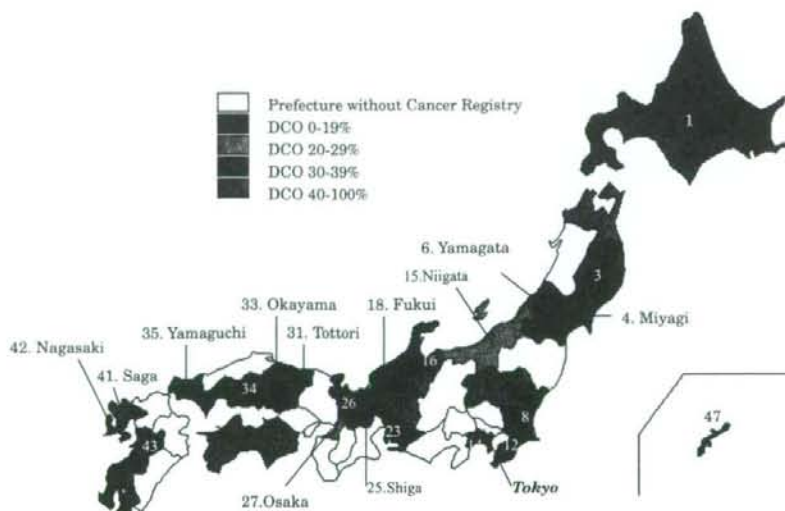 Prefecture without Cancer Registry
DCO 0-19%
DCO 20-29%
DCO 30-39%
DCO 40-100%
1
6. Yamagata
15.Niigata
3
33. Okayama
18. Fukui
4. Miyagi
35. Yamaguchi
31. Tottori
42. Nagasaki
16
41. Saga
34
26
8
47
43
23
12
27.Osaka
25.Shiga
Tokyo